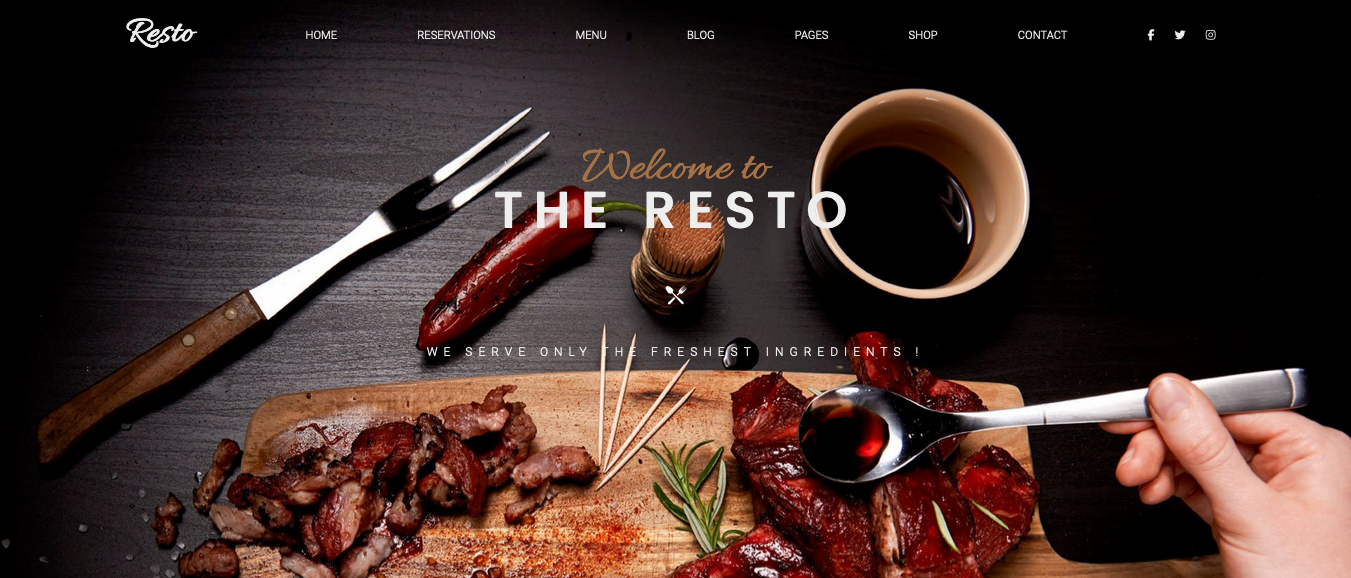 Resto
HOME RESERVATIONS MENU BLOG PAGES SHOP CONTACT
Welcome to
THE RESTO
WE SERVE ONLY THE FRESHEST INGREDIENTS !